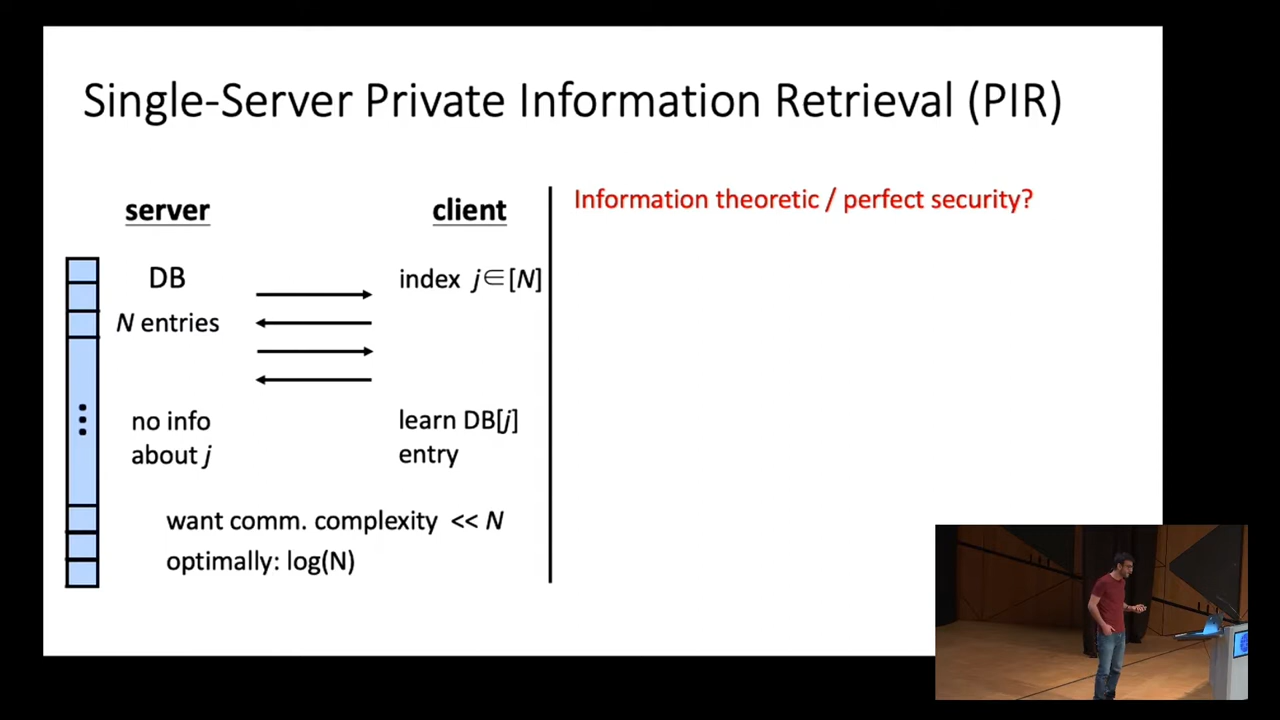 Single-Server Private Information Retrieval (PIR)
server
client
DB
index j∈[N]
N entries
no info
about j
learn DB[j]
entry
want comm. complexity << N
optimally: log(N)
Information theoretic / perfect security?